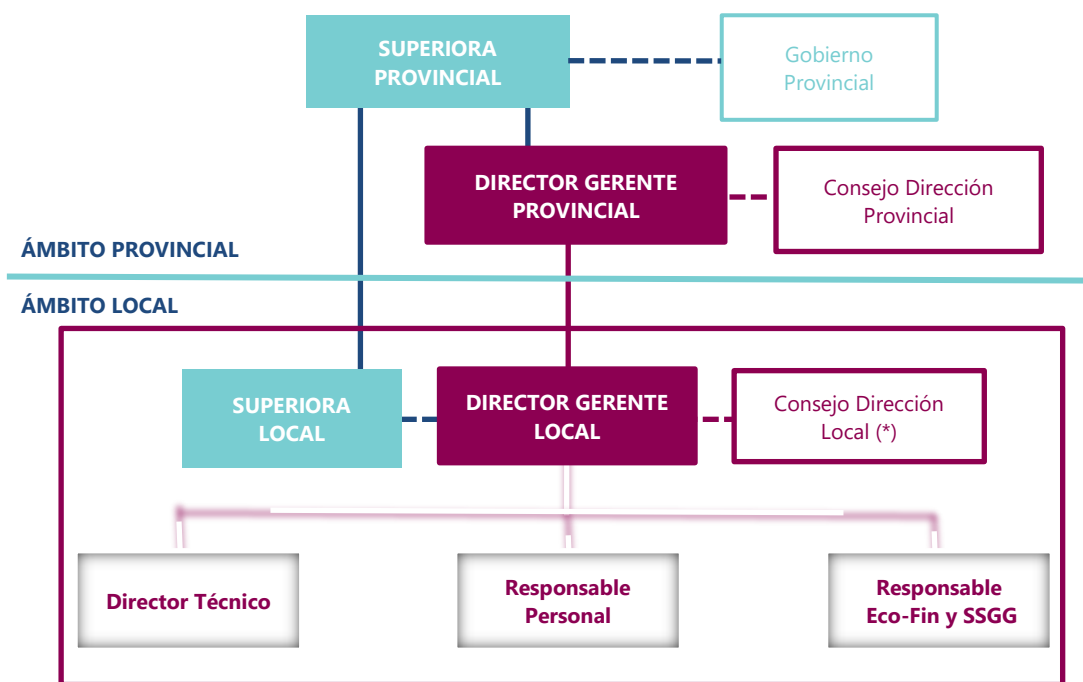 SUPERIORA
PROVINCIAL
Gobierno
Provincial
DIRECTOR GERENTE
PROVINCIAL
Consejo Dirección
Provincial
ÁMBITO PROVINCIAL
ÁMBITO LOCAL
SUPERIORA
LOCAL
DIRECTOR GERENTE
LOCAL
Consejo Dirección
Local (*)
Director Técnico
Responsable
Personal
Responsable
Eco-Fin y SSGG